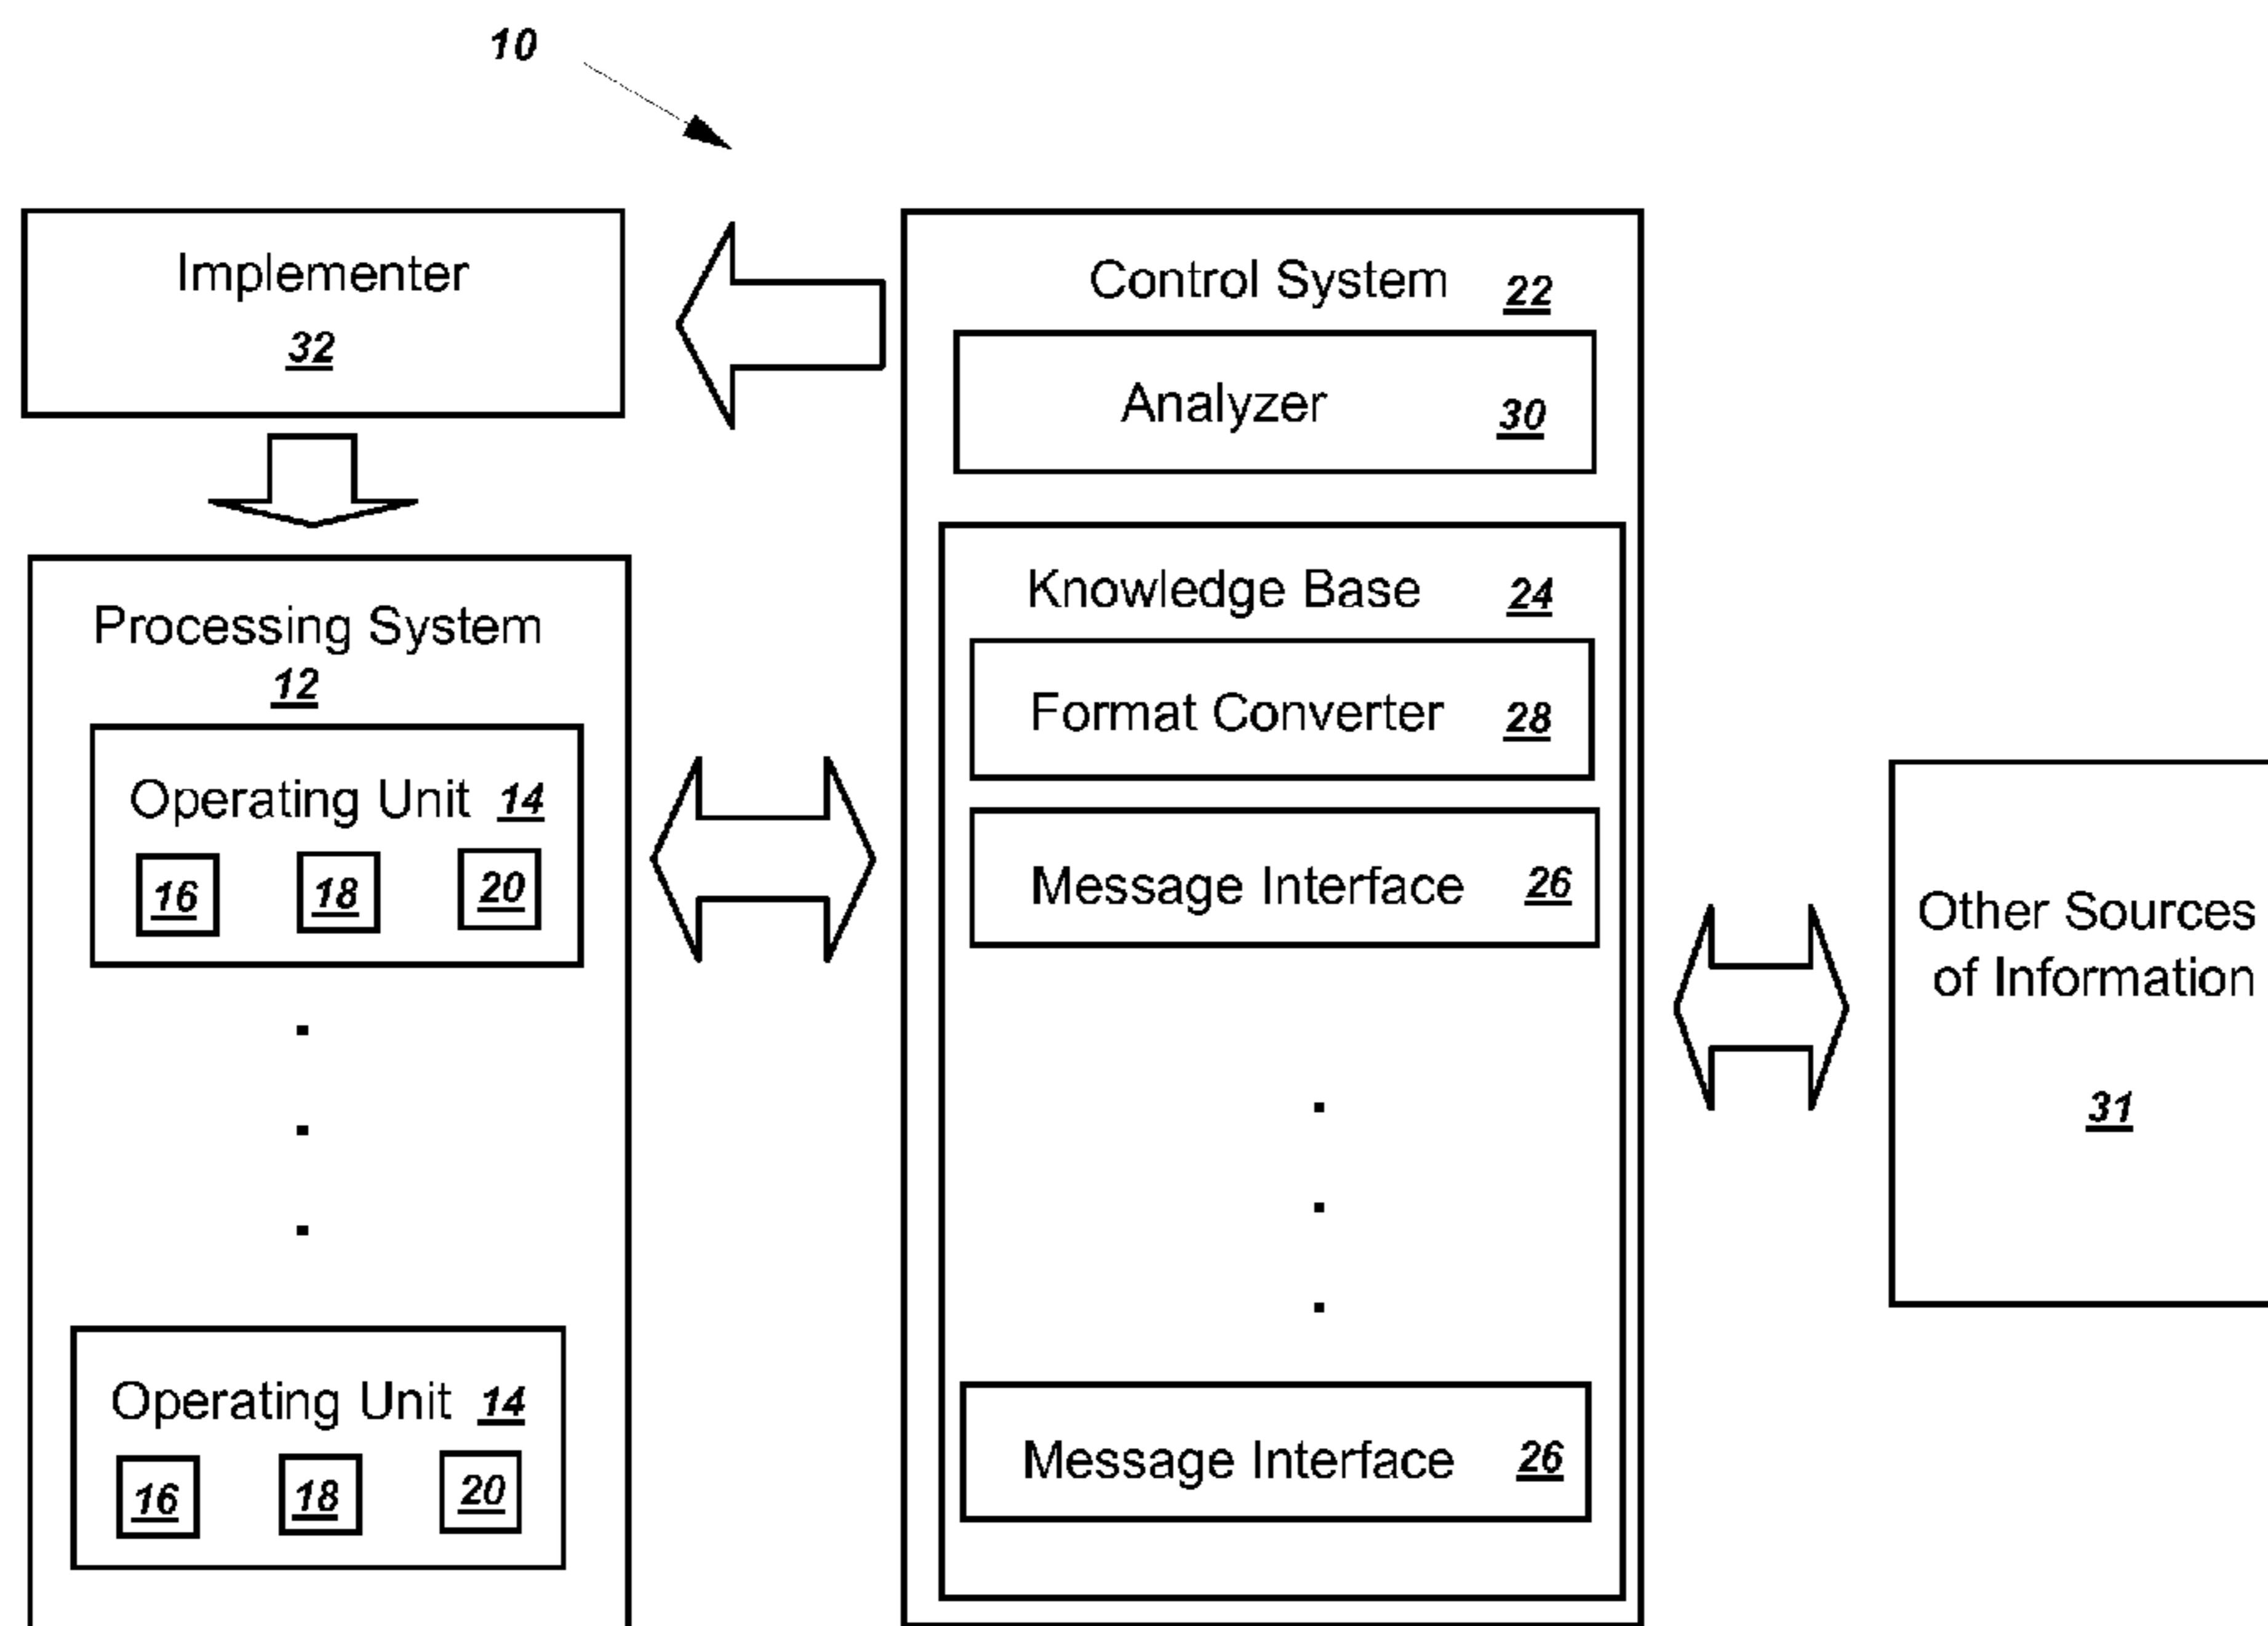 10
Implementer
32
Control System 22
Analyzer 30
Processing System
12
Operating Unit 14
16 18 20
Operating Unit 14
16 18 20
Knowledge Base 24
Format Converter 28
Message Interface 26
Message Interface 26
Other Sources
of Information
31